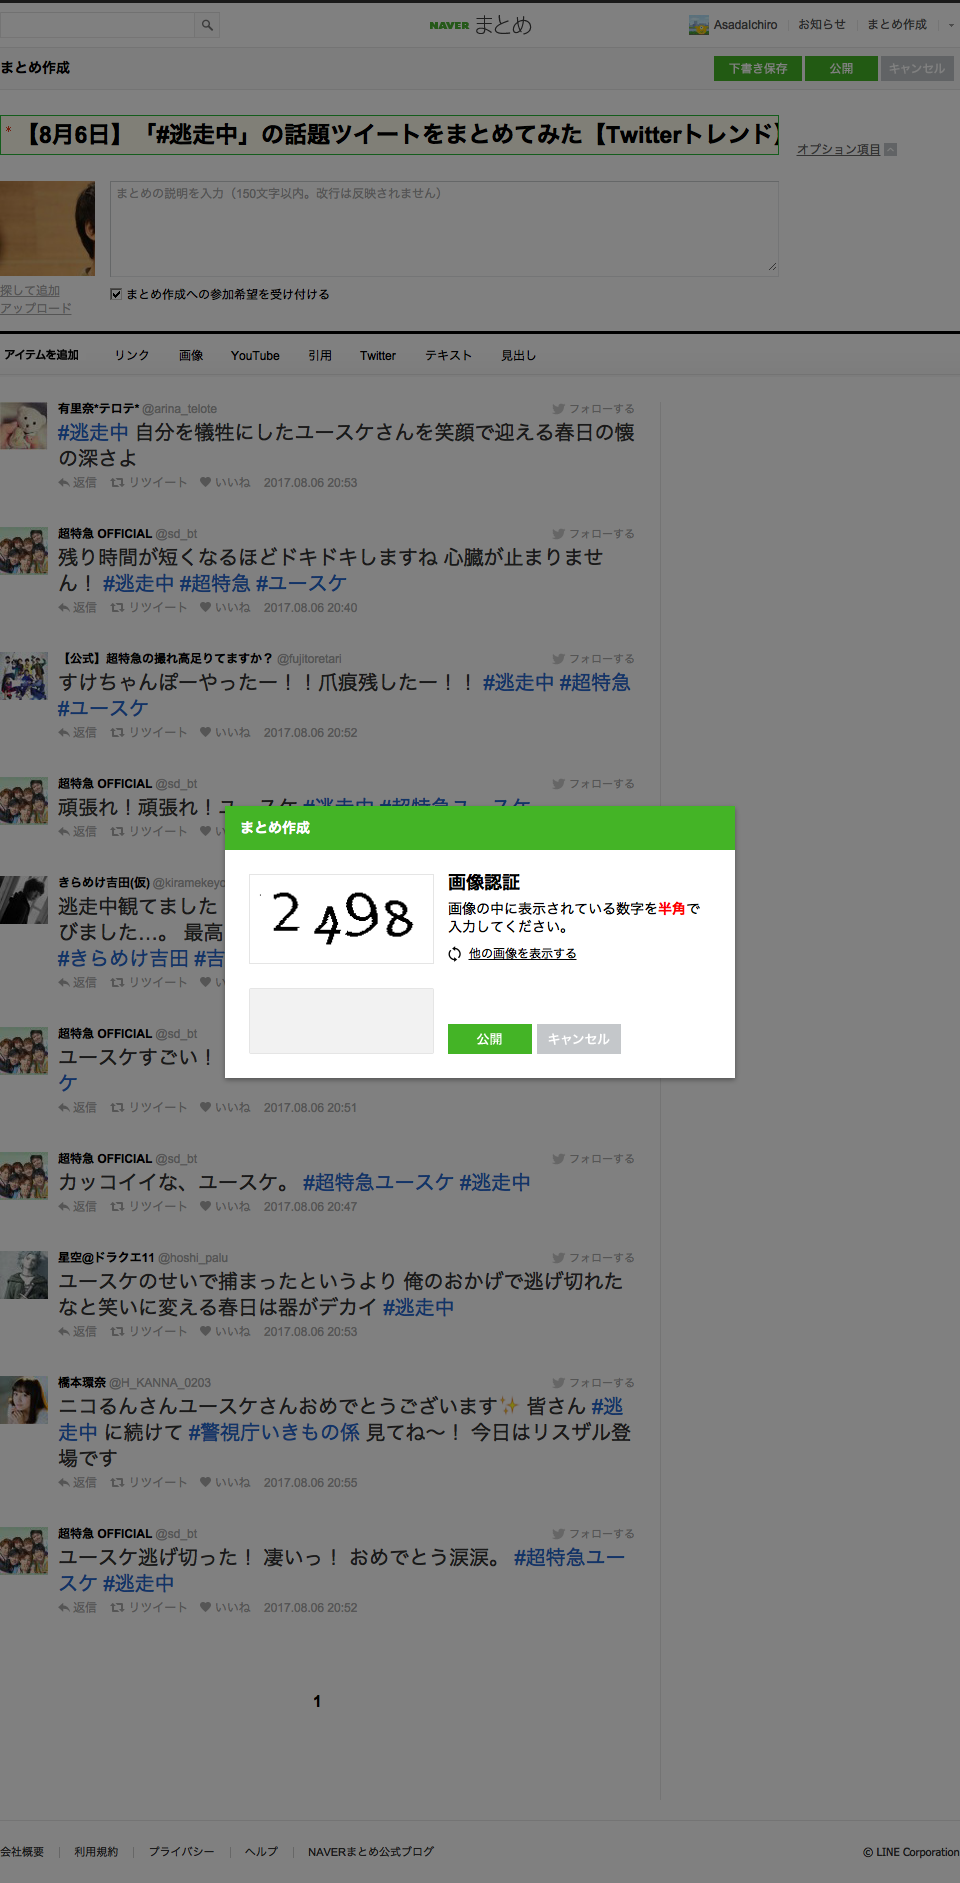 NAVER まとめ
AsadaIchiro お知らせ まとめ作成
まとめ作成
下書き保存 公開 キャンセル
* 【8月6日】「#逃走中」の話題ツイートをまとめてみた【Twitterトレンド】
オプション項目
まとめの説明を入力（150文字以内。改行は反映されません）
探して追加
アップロード
まとめ作成への参加希望を受け付ける
アイテムを追加 リンク 画像 YouTube 引用 Twitter テキスト 見出し
有里奈*テロテ* @arina_telote フォローする
#逃走中 自分を犠牲にしたユースケさんを笑顔で迎える春日の懐
の深さよ
返信 リツイート いいね 2017.08.06 20:53
超特急 OFFICIAL @sd_bt フォローする
残り時間が短くなるほどドキドキしますね 心臓が止まりませ
ん！ #逃走中 #超特急 #ユースケ
返信 リツイート いいね 2017.08.06 20:40
【公式】超特急の撮れ高足りてますか？ @fujitoretari フォローする
すけちゃんぽーやったー！！爪痕残したー！！ #逃走中 #超特急
#ユースケ
返信 リツイート いいね 2017.08.06 20:52
超特急 OFFICIAL @sd_bt フォローする
頑張れ！頑張れ！ユースケ #逃走中 #超特急ユースケ
返信 リツイート い
きらめけ吉田(仮) @kiramekeyo
逃走中観てました
びました…。 最高
#きらめけ吉田 #吉
返信 リツイート い
超特急 OFFICIAL @sd_bt
ユースケすごい！
ケ
返信 リツイート いいね 2017.08.06 20:51
まとめ作成
2498
画像認証
画像の中に表示されている数字を半角で
入力してください。
他の画像を表示する
公開 キャンセル
超特急 OFFICIAL @sd_bt フォローする
カッコイイな、ユースケ。 #超特急ユースケ #逃走中
返信 リツイート いいね 2017.08.06 20:47
星空@ドラクエ11 @hoshi_palu フォローする
ユースケのせいで捕まったというより 俺のおかげで逃げ切れた
なと笑いに変える春日は器がデカイ #逃走中
返信 リツイート いいね 2017.08.06 20:53
橋本環奈 @H_KANNA_0203 フォローする
ニコるんさんユースケさんおめでとうございます✨ 皆さん #逃
走中 に続けて #警視庁いきもの係 見てね〜！ 今日はリスザル登
場です
返信 リツイート いいね 2017.08.06 20:55
超特急 OFFICIAL @sd_bt フォローする
ユースケ逃げ切った！ 凄いっ！ おめでとう涙涙。 #超特急ユー
スケ #逃走中
返信 リツイート いいね 2017.08.06 20:52
1
会社概要 利用規約 プライバシー ヘルプ NAVERまとめ公式ブログ
© LINE Corporation